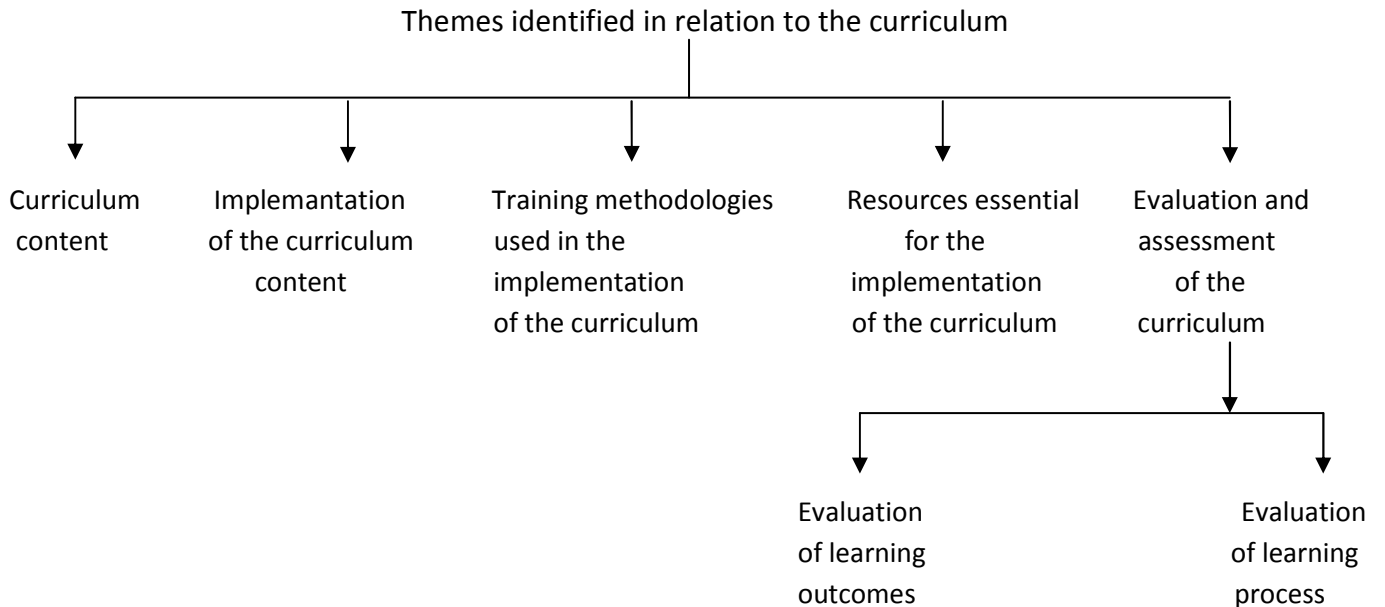 Themes identified in relation to the curriculum
Curriculum
content
Implemantation
of the curriculum
content
Training methodologies
used in the
implementation
of the curriculum
Resources essential
for the
implementation
of the curriculum
Evaluation and
assessment
of the
curriculum
Evaluation
of learning
outcomes
Evaluation
of learning
process